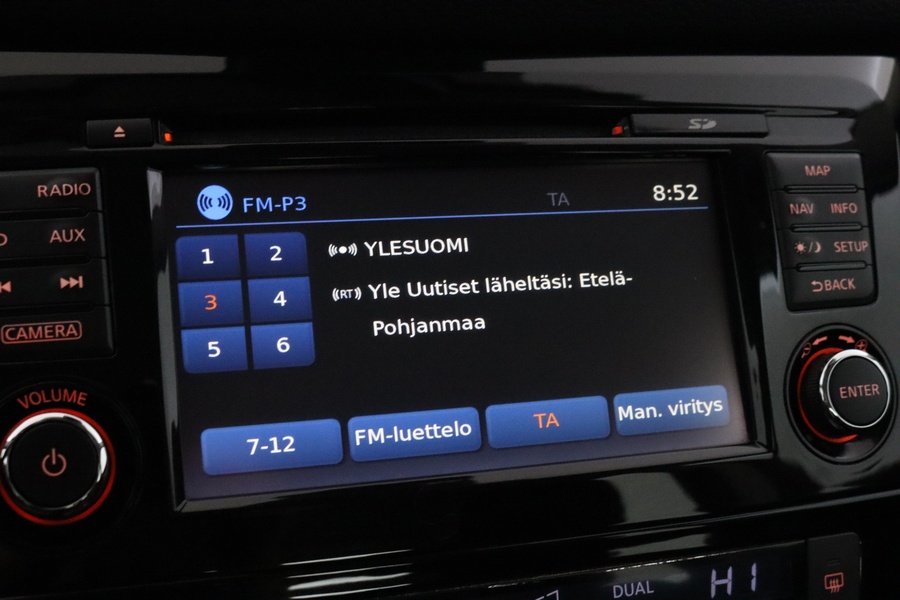 SD
RADIO
AUX
CAMERA
VOLUME
FM-P3
TA
8:52
1
2
3
4
5
6
YLESUOMI
(RT) Yle Uutiset läheltäsi: Etelä-
Pohjanmaa
7-12
FM-luettelo
TA
Man. viritys
MAP
NAV
INFO
SETUP
BACK
ENTER
DUAL
HI